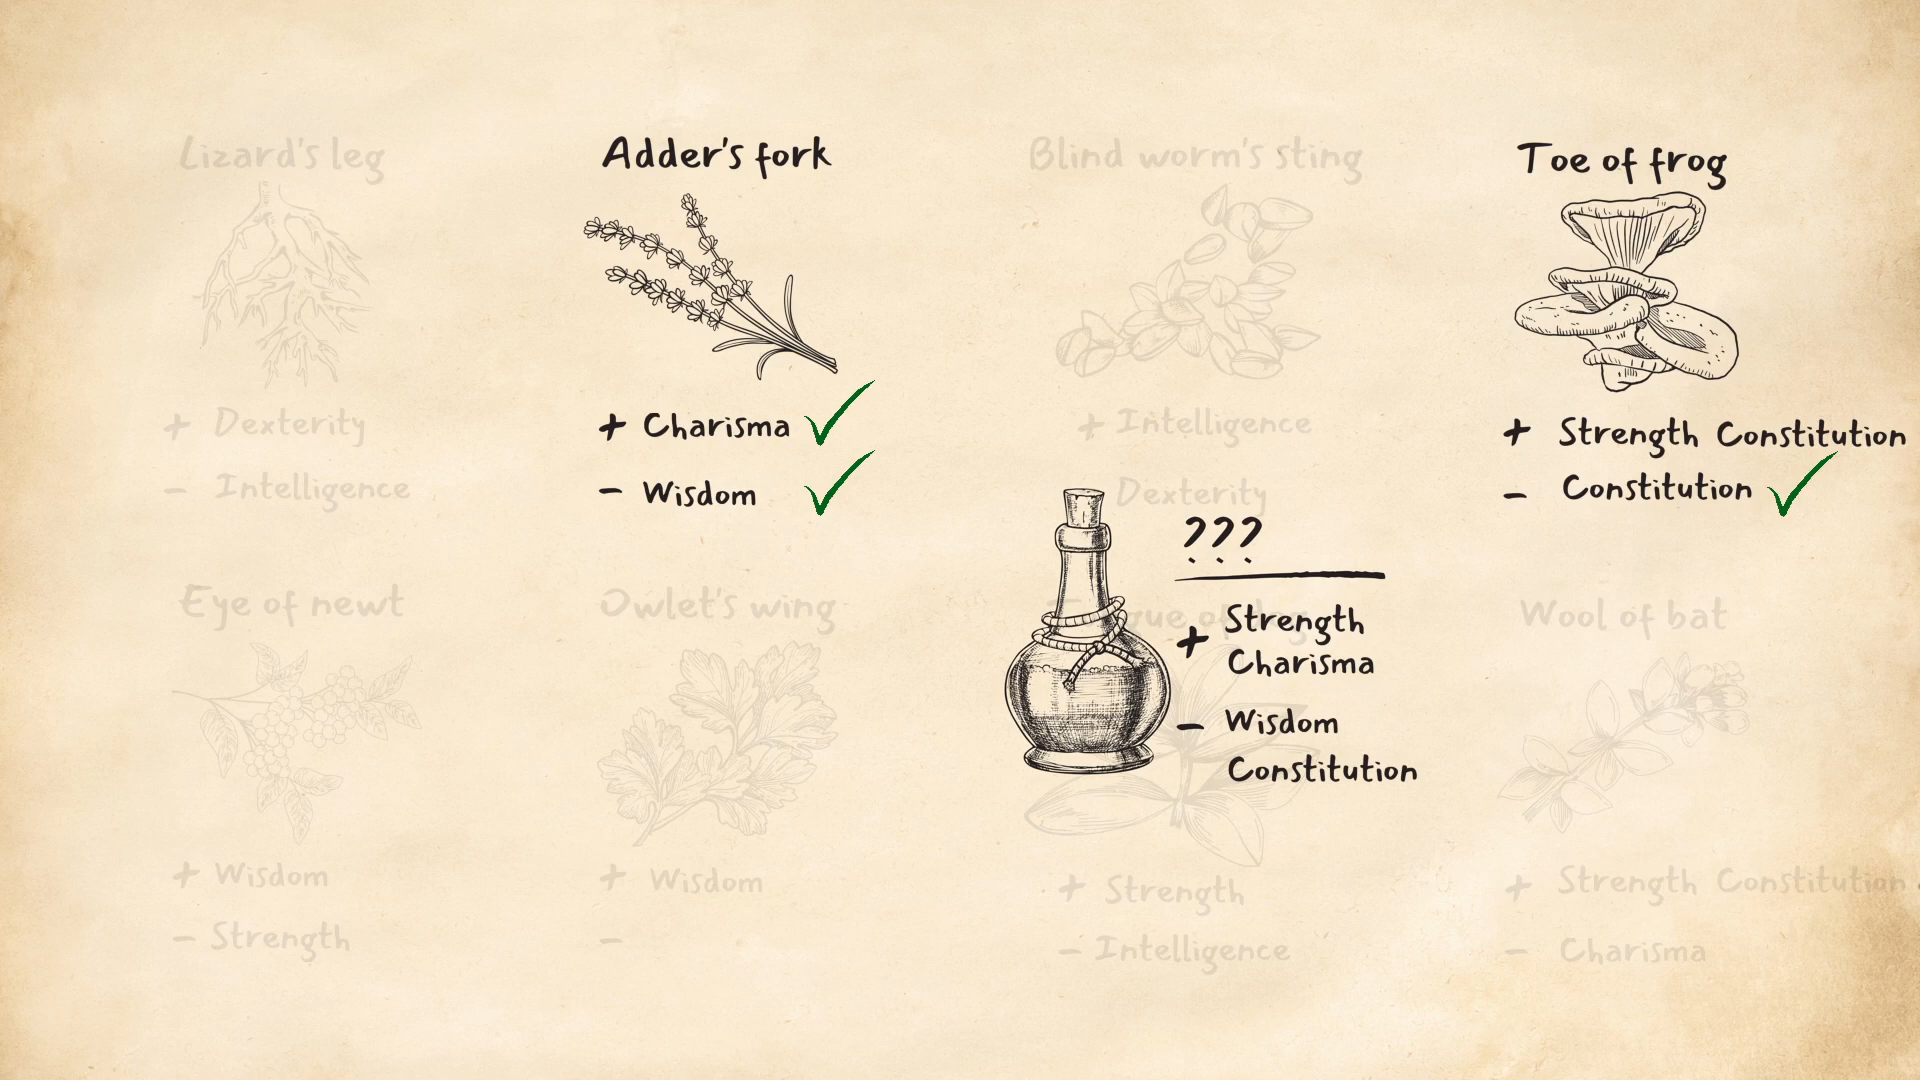 Lizard's leg
+ Dexterity
- Intelligence
Adder's fork
+ Charisma
- Wisdom
Blind worm's sting
+ Intelligence
Dexterity
Toe of frog
+ Strength Constitution
- Constitution
Eye of newt
+ Wisdom
- Strength
Owlet's wing
+ Wisdom
-
???
+ Strength
Charisma
- Wisdom
Constitution
+ Strength
- Intelligence
Wool of bat
+ Strength Constitution
- Charisma